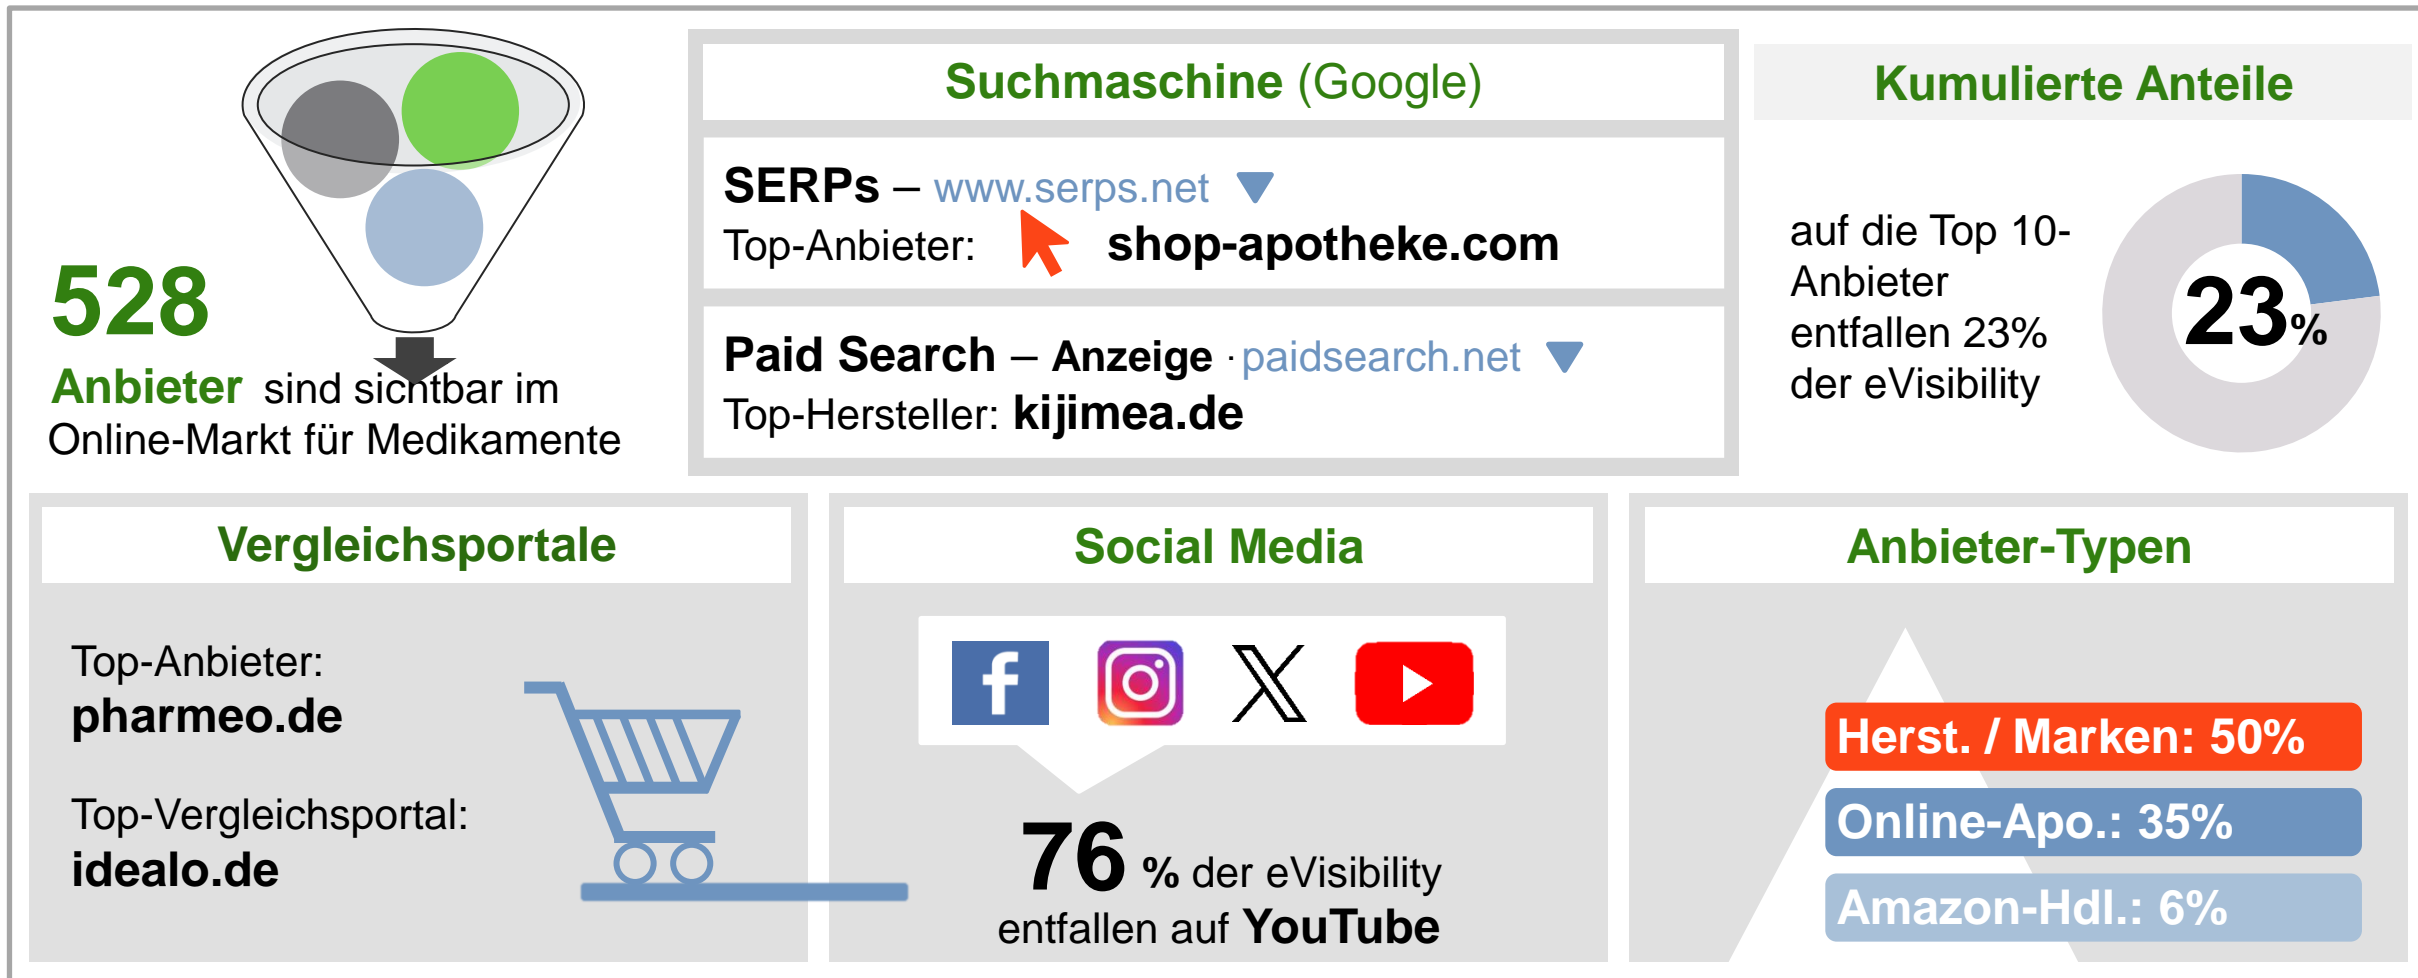 528
Anbieter sind sichtbar im
Online-Markt für Medikamente
Suchmaschine (Google)
SERPs – www.serps.net
Top-Anbieter: shop-apotheke.com
Paid Search – Anzeige · paidsearch.net
Top-Hersteller: kijimea.de
Kumulierte Anteile
auf die Top 10-
Anbieter
entfallen 23%
der eVisibility
23%
Vergleichsportale
Top-Anbieter:
pharmeo.de
Top-Vergleichsportal:
idealo.de
Social Media
76 % der eVisibility
entfallen auf YouTube
Anbieter-Typen
Herst. / Marken: 50%
Online-Apo.: 35%
Amazon-Hdl.: 6%